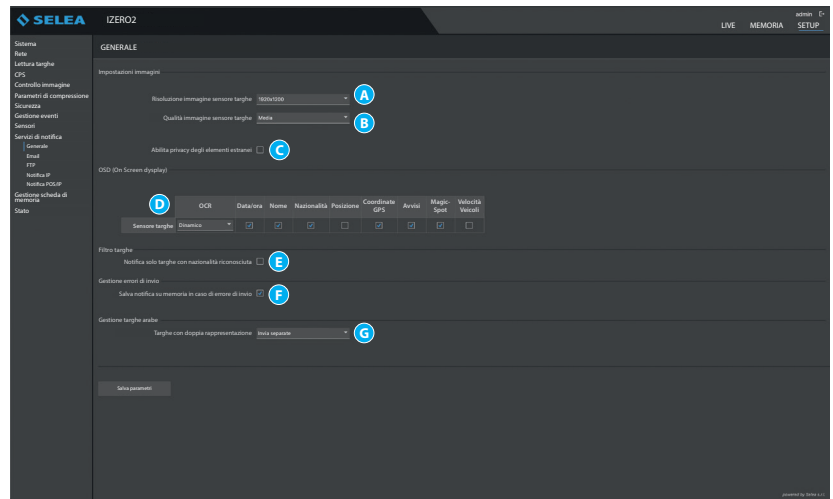 SELEA
IZERO2
admin
LIVE MEMORIA SETUP
Sistema
Rete
Lettura targhe
CPS
Controllo immagine
Parametri di compressione
Sicurezza
Gestione eventi
Sensori
Servizi di notifica
Generale
Email
FTP
Notifica IP
Notifica POS/IP
Gestione scheda di
memoria
Stato
GENERALE
Impostazioni immagini
Risoluzione immagine sensore targhe 1920x1200 A
Qualità immagine sensore targhe Media B
Abilita privacy degli elementi estranei C
OSD (On Screen dysplay)
D OCR Data/ora Nome Nazionalità Posizione Coordinate GPS Avvisi Magic-Spot Velocità Veicoli
Sensore targhe Dinamico
Filtro targhe
Notifica solo targhe con nazionalità riconosciuta E
Gestione errori di invio
Salva notifica su memoria in caso di errore di invio F
Gestione targhe arabe
Targhe con doppia rappresentazione Invia separate G
Salva parametri
powered by Selea s.r.l.